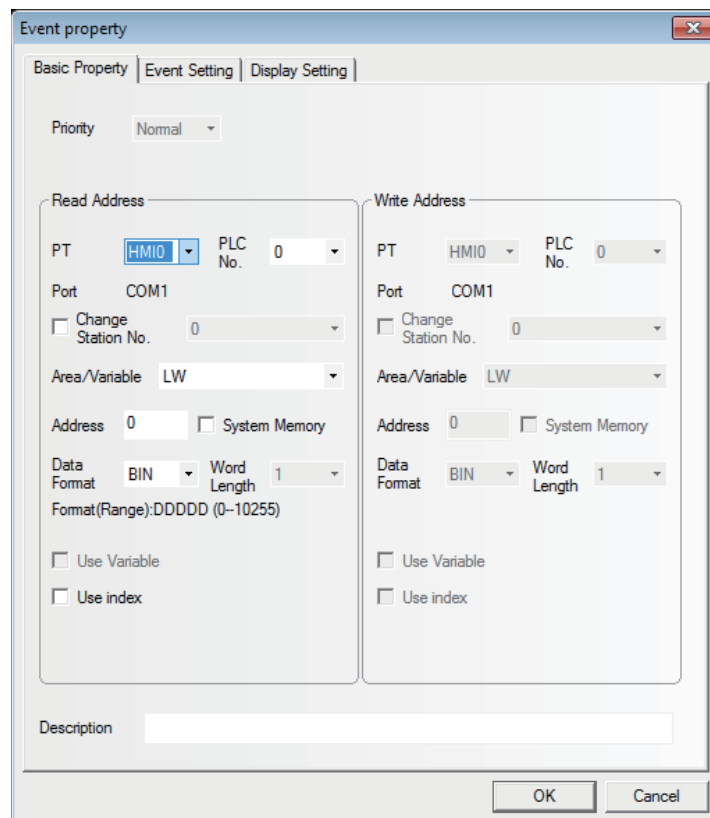 Event property
Basic Property Event Setting Display Setting
Priority Normal
Read Address
PT HMI0 PLC No. 0
Port COM1
Change Station No. 0
Area/Variable LW
Address 0 System Memory
Data Format BIN Word Length 1
Format(Range):DDDDD (0--10255)
Use Variable
Use index
Write Address
PT HMI0 PLC No. 0
Port COM1
Change Station No. 0
Area/Variable LW
Address 0 System Memory
Data Format BIN Word Length 1
Use Variable
Use index
Description
OK Cancel